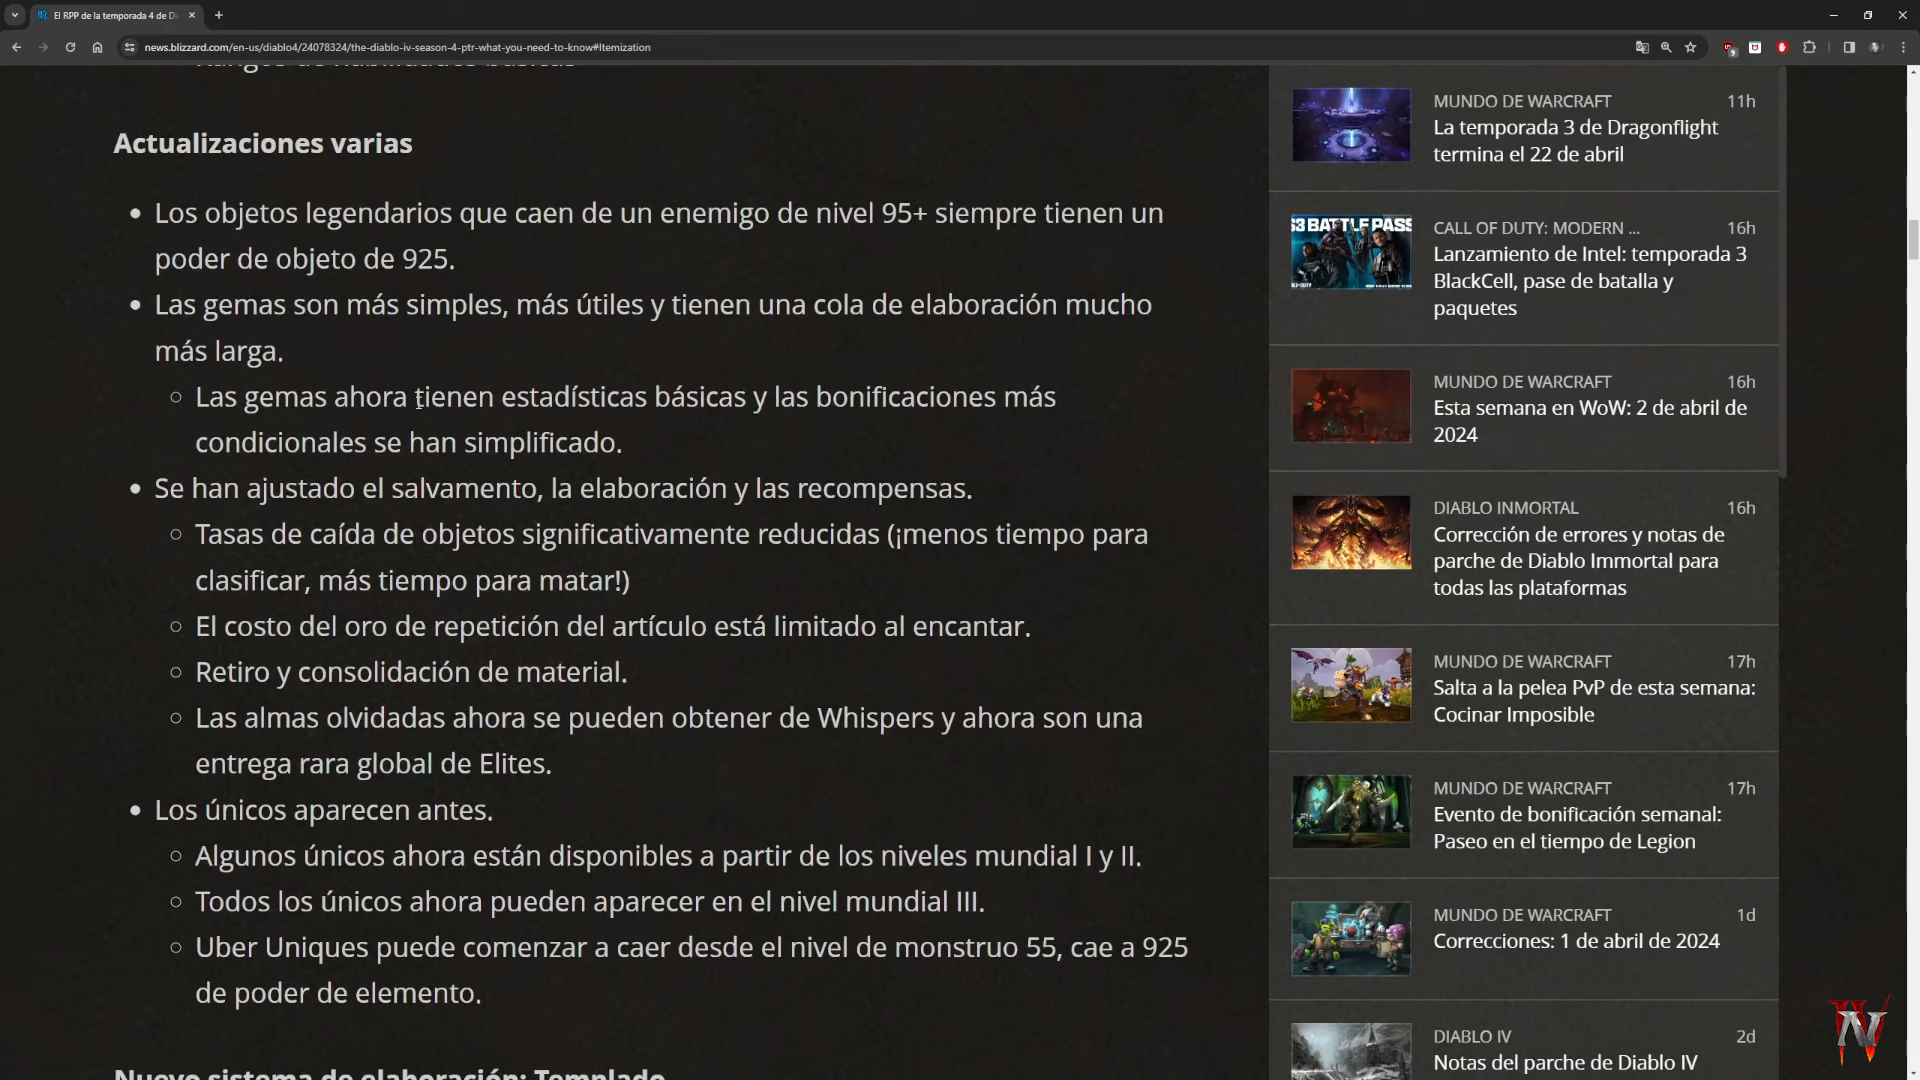 El RPP de la temporada 4 de Di
news.blizzard.com/en-us/diablo4/24078324/the-diablo-iv-season-4-ptr-what-you-need-to-know#Itemization
Actualizaciones varias
Los objetos legendarios que caen de un enemigo de nivel 95+ siempre tienen un
poder de objeto de 925.
Las gemas son más simples, más útiles y tienen una cola de elaboración mucho
más larga.
Las gemas ahora tienen estadísticas básicas y las bonificaciones más
condicionales se han simplificado.
Se han ajustado el salvamento, la elaboración y las recompensas.
Tasas de caída de objetos significativamente reducidas (¡menos tiempo para
clasificar, más tiempo para matar!)
El costo del oro de repetición del artículo está limitado al encantar.
Retiro y consolidación de material.
Las almas olvidadas ahora se pueden obtener de Whispers y ahora son una
entrega rara global de Elites.
Los únicos aparecen antes.
Algunos únicos ahora están disponibles a partir de los niveles mundial I y II.
Todos los únicos ahora pueden aparecer en el nivel mundial III.
Uber Uniques puede comenzar a caer desde el nivel de monstruo 55, cae a 925
de poder de elemento.
Nuevo sistema de elaboración: Templado
MUNDO DE WARCRAFT 11h
La temporada 3 de Dragonflight
termina el 22 de abril
S3 BATTLE PASS
CALL OF DUTY: MODERN ... 16h
Lanzamiento de Intel: temporada 3
BlackCell, pase de batalla y
paquetes
MUNDO DE WARCRAFT 16h
Esta semana en WoW: 2 de abril de
2024
DIABLO INMORTAL 16h
Corrección de errores y notas de
parche de Diablo Immortal para
todas las plataformas
MUNDO DE WARCRAFT 17h
Salta a la pelea PvP de esta semana:
Cocinar Imposible
MUNDO DE WARCRAFT 17h
Evento de bonificación semanal:
Paseo en el tiempo de Legion
MUNDO DE WARCRAFT 1d
Correcciones: 1 de abril de 2024
DIABLO IV 2d
Notas del parche de Diablo IV